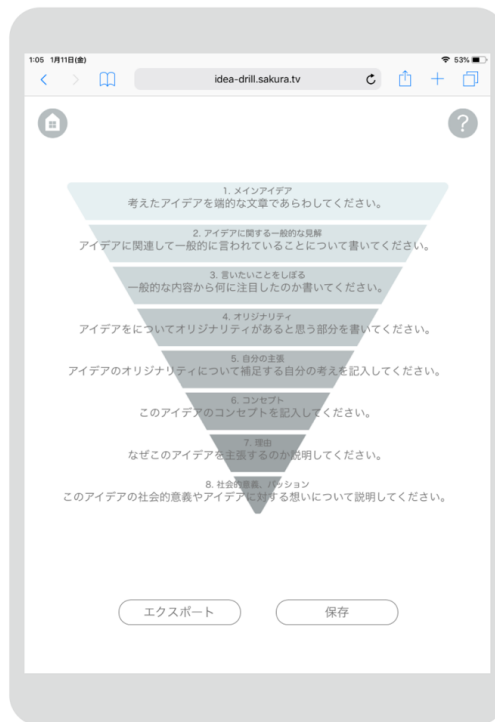 1:05 1月11日(金) 53%
idea-drill.sakura.tv
?
1. メインアイデア
考えたアイデアを端的な文章であらわしてください。
2. アイデアに関する一般的な見解
アイデアに関連して一般的に言われていることについて書いてください。
3. 言いたいことをしぼる
一般的な内容から何に注目したのか書いてください。
4. オリジナリティ
アイデアをについてオリジナリティがあると思う部分を書いてください。
5. 自分の主張
アイデアのオリジナリティについて補足する自分の考えを記入してください。
6. コンセプト
このアイデアのコンセプトを記入してください。
7. 理由
なぜこのアイデアを主張するのか説明してください。
8. 社会的意義、パッション
このアイデアの社会的意義やアイデアに対する想いについて説明してください。
エクスポート 保存